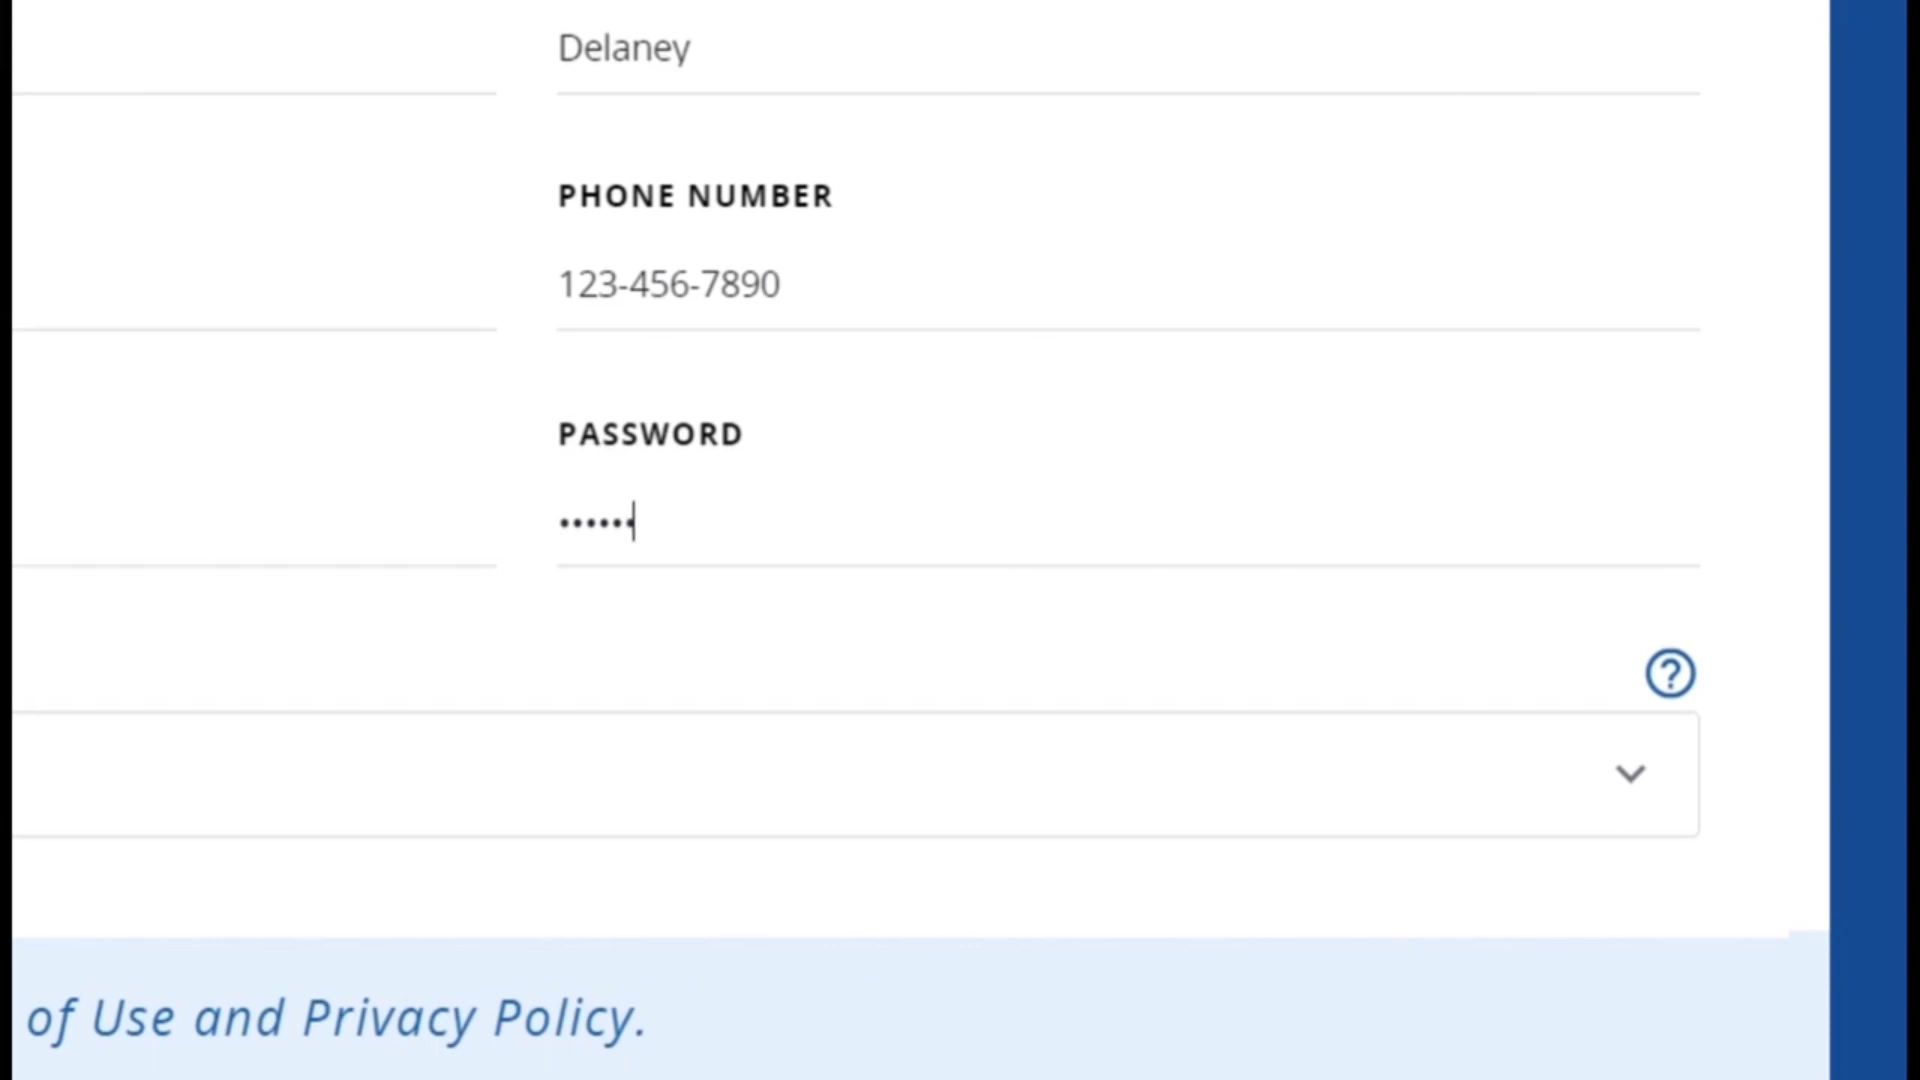 Delaney
PHONE NUMBER
123-456-7890
PASSWORD
••••••
?
of Use and Privacy Policy.